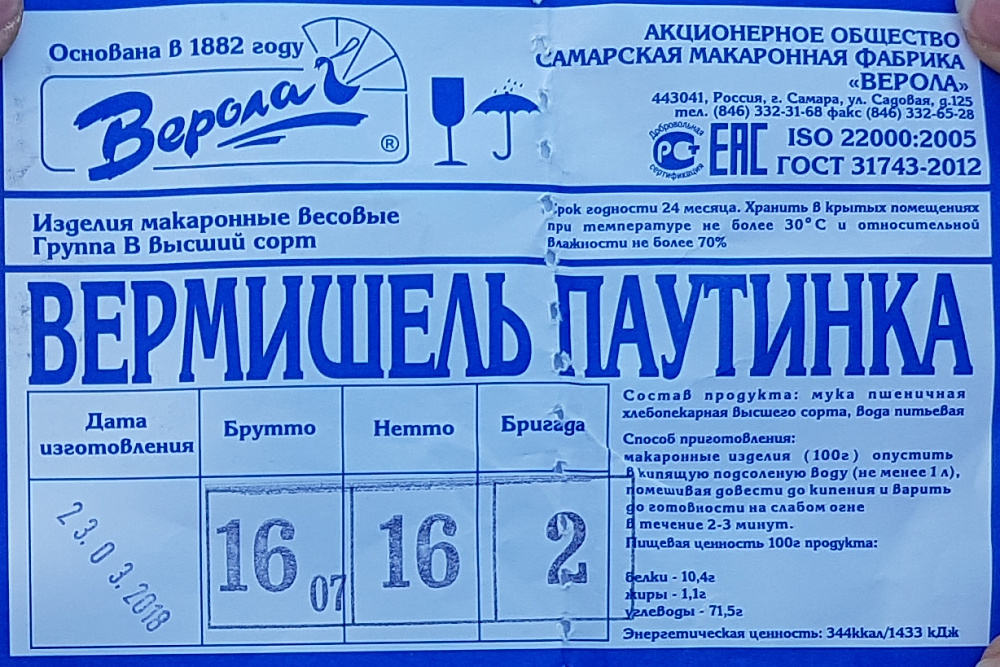 Основана в 1882 году
Верола
®
АКЦИОНЕРНОЕ ОБЩЕСТВО
САМАРСКАЯ МАКАРОННАЯ ФАБРИКА
«ВЕРОЛА»
443041, Россия, г. Самара, ул. Садовая, д.125
тел. (846) 332-31-68 факс (846) 332-65-28
Добровольная
РСТ
сертификация
ЕАС
ISO 22000:2005
ГОСТ 31743-2012
Изделия макаронные весовые
Группа В высший сорт
Срок годности 24 месяца. Хранить в крытых помещениях
при температуре не более 30°С и относительной
влажности не более 70%
ВЕРМИШЕЛЬ ПАУТИНКА
Дата
изготовления
Брутто
Нетто
Бригада
23.03.2018
16 07
16
2
Состав продукта: мука пшеничная
хлебопекарная высшего сорта, вода питьевая
Способ приготовления:
макаронные изделия (100г) опустить
в кипящую подсоленую воду (не менее 1 л),
помешивая довести до кипения и варить
до готовности на слабом огне
в течение 2-3 минут.
Пищевая ценность 100г продукта:
белки - 10,4г
жиры - 1,1г
углеводы - 71,5г
Энергетическая ценность: 344ккал/1433 кДж